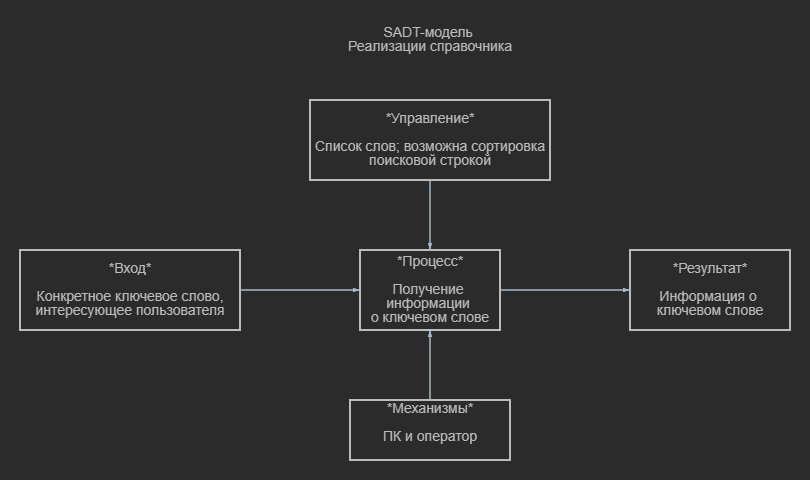 SADT-модель
Реализации справочника
*Управление*
Список слов; возможна сортировка
поисковой строкой
*Вход*
Конкретное ключевое слово,
интересующее пользователя
*Процесс*
Получение
информации
о ключевом слове
*Результат*
Информация о
ключевом слове
*Механизмы*
ПК и оператор